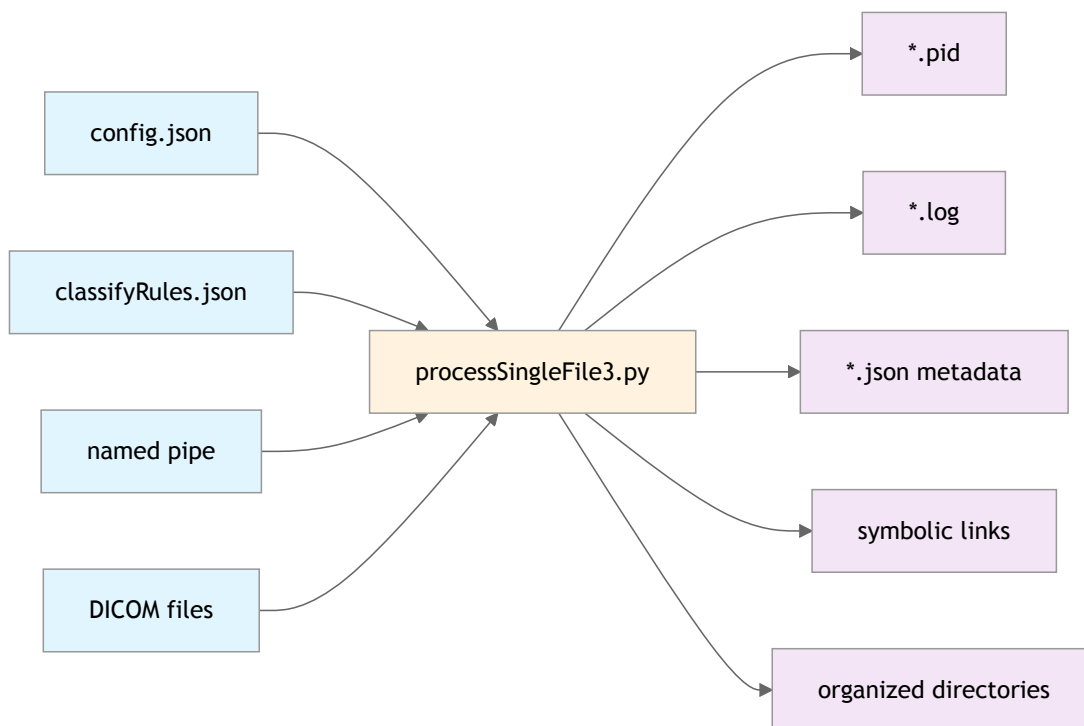 config.json
classifyRules.json
named pipe
DICOM files
processSingleFile3.py
*.pid
*.log
*.json metadata
symbolic links
organized directories